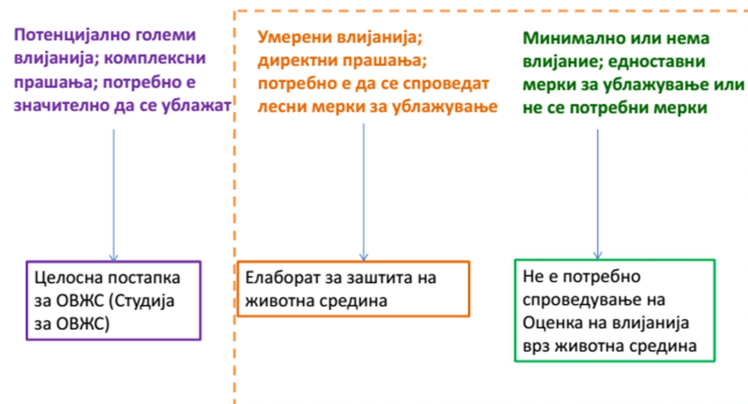 Потенцијално големи
влијанија; комплексни
прашања; потребно е
значително да се ублажат
Умерени влијанија;
директни прашања;
потребно е да се спроведат
лесни мерки за ублажување
Минимално или нема
влијание; едноставни
мерки за ублажување или
не се потребни мерки
Целосна постапка
за ОВЖС (Студија
за ОВЖС)
Елаборат за заштита на
животна средина
Не е потребно
спроведување на
Оценка на влијанија
врз животна средина